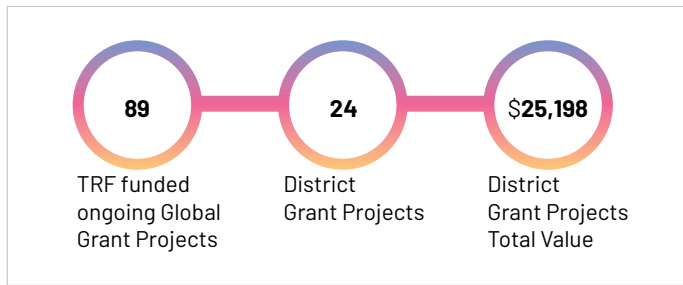 89
TRF funded
ongoing Global
Grant Projects
24
District
Grant Projects
$25,198
District
Grant Projects
Total Value